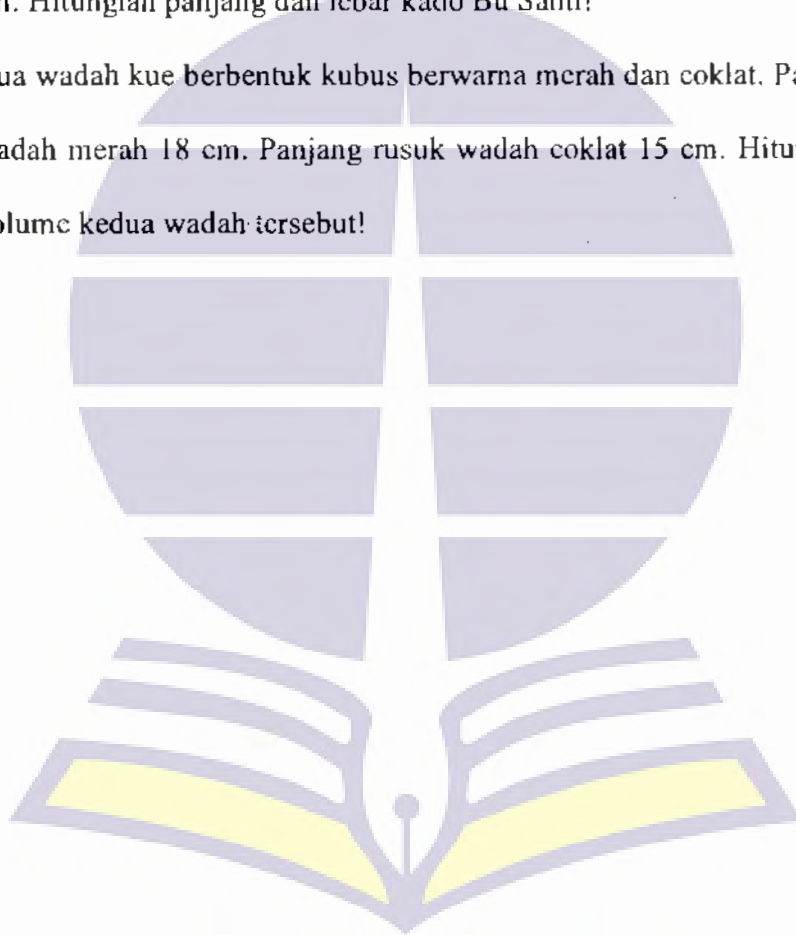 . Hitunglah panjang dan lebar kado Bu Santi!
ua wadah kue berbentuk kubus berwarna merah dan coklat. Pa
adah merah 18 cm. Panjang rusuk wadah coklat 15 cm. Hitu
olume kedua wadah tersebut!